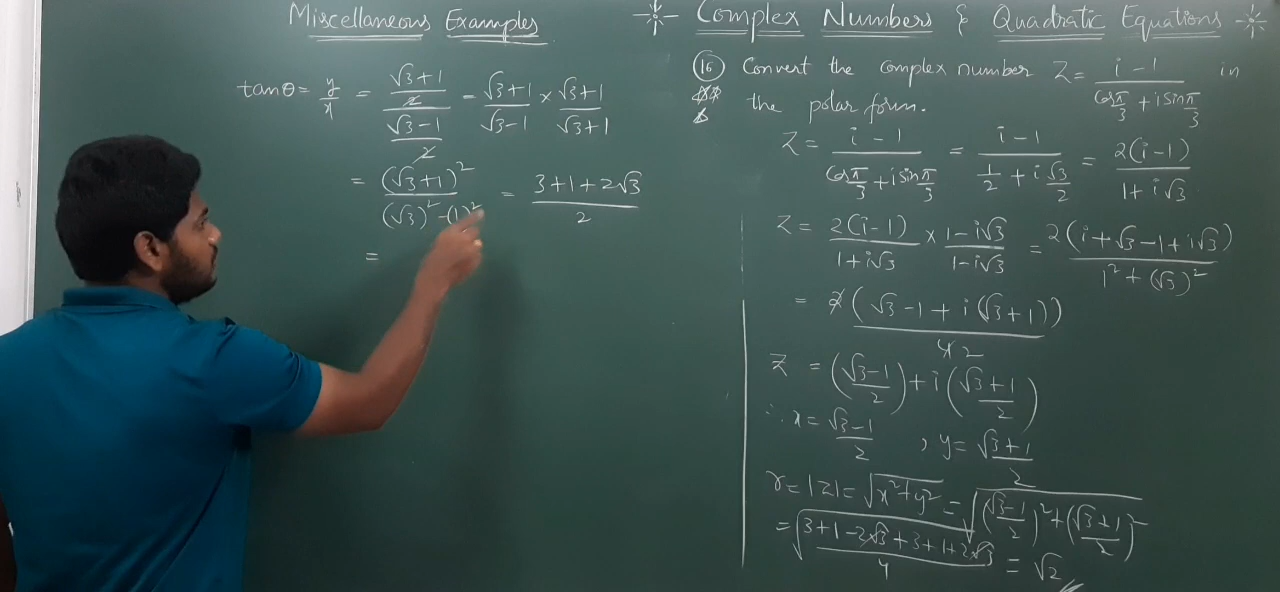 Miscellaneous Examples
-✳- Complex Numbers & Quadratic Equations -✳-
tanθ = y/x = ((√3+1)/2)/((√3-1)/2) = (√3+1)/(√3-1) × (√3+1)/(√3+1)
= (√3+1)²/((√3)²-(1)²) = (3+1+2√3)/2
=
(16) Convert the complex number Z = (i-1)/(cos π/3 + i sin π/3) in
the polar form.
Z = (i-1)/(cos π/3 + i sin π/3) = (i-1)/(1/2 + i √3/2) = 2(i-1)/(1+i√3)
Z = 2(i-1)/(1+i√3) × (1-i√3)/(1-i√3) = 2(i+√3-1+i√3)/(1²+(√3)²)
= 2(√3-1+i(√3+1))/4 2
Z = ((√3-1)/2)+i((√3+1)/2)
∴ x = (√3-1)/2 , y = (√3+1)/2
r = |z| = √(x²+y²) = √(((√3-1)/2)²+((√3+1)/2)²)
= √((3+1-2√3+3+1+2√3)/4) = √2